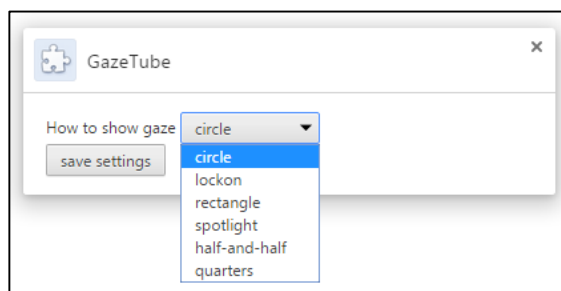 GazeTube
×
How to show gaze circle
save settings
circle
lockon
rectangle
spotlight
half-and-half
quarters